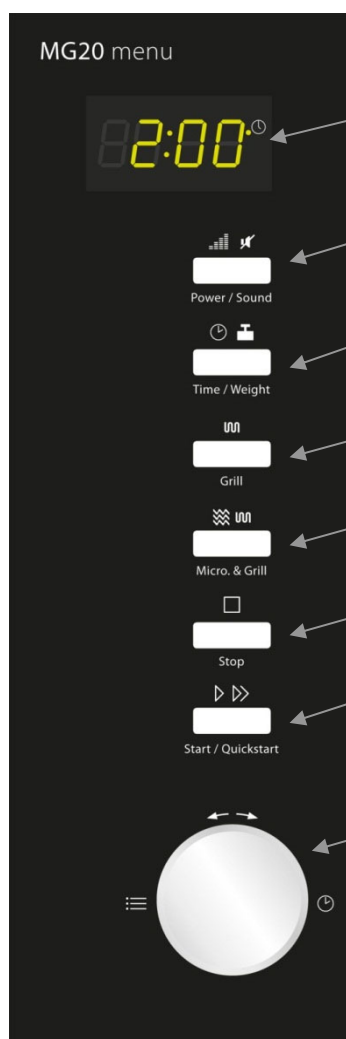 MG20 menu
2:00
Power / Sound
Time / Weight
Grill
Micro. & Grill
Stop
Start / Quickstart